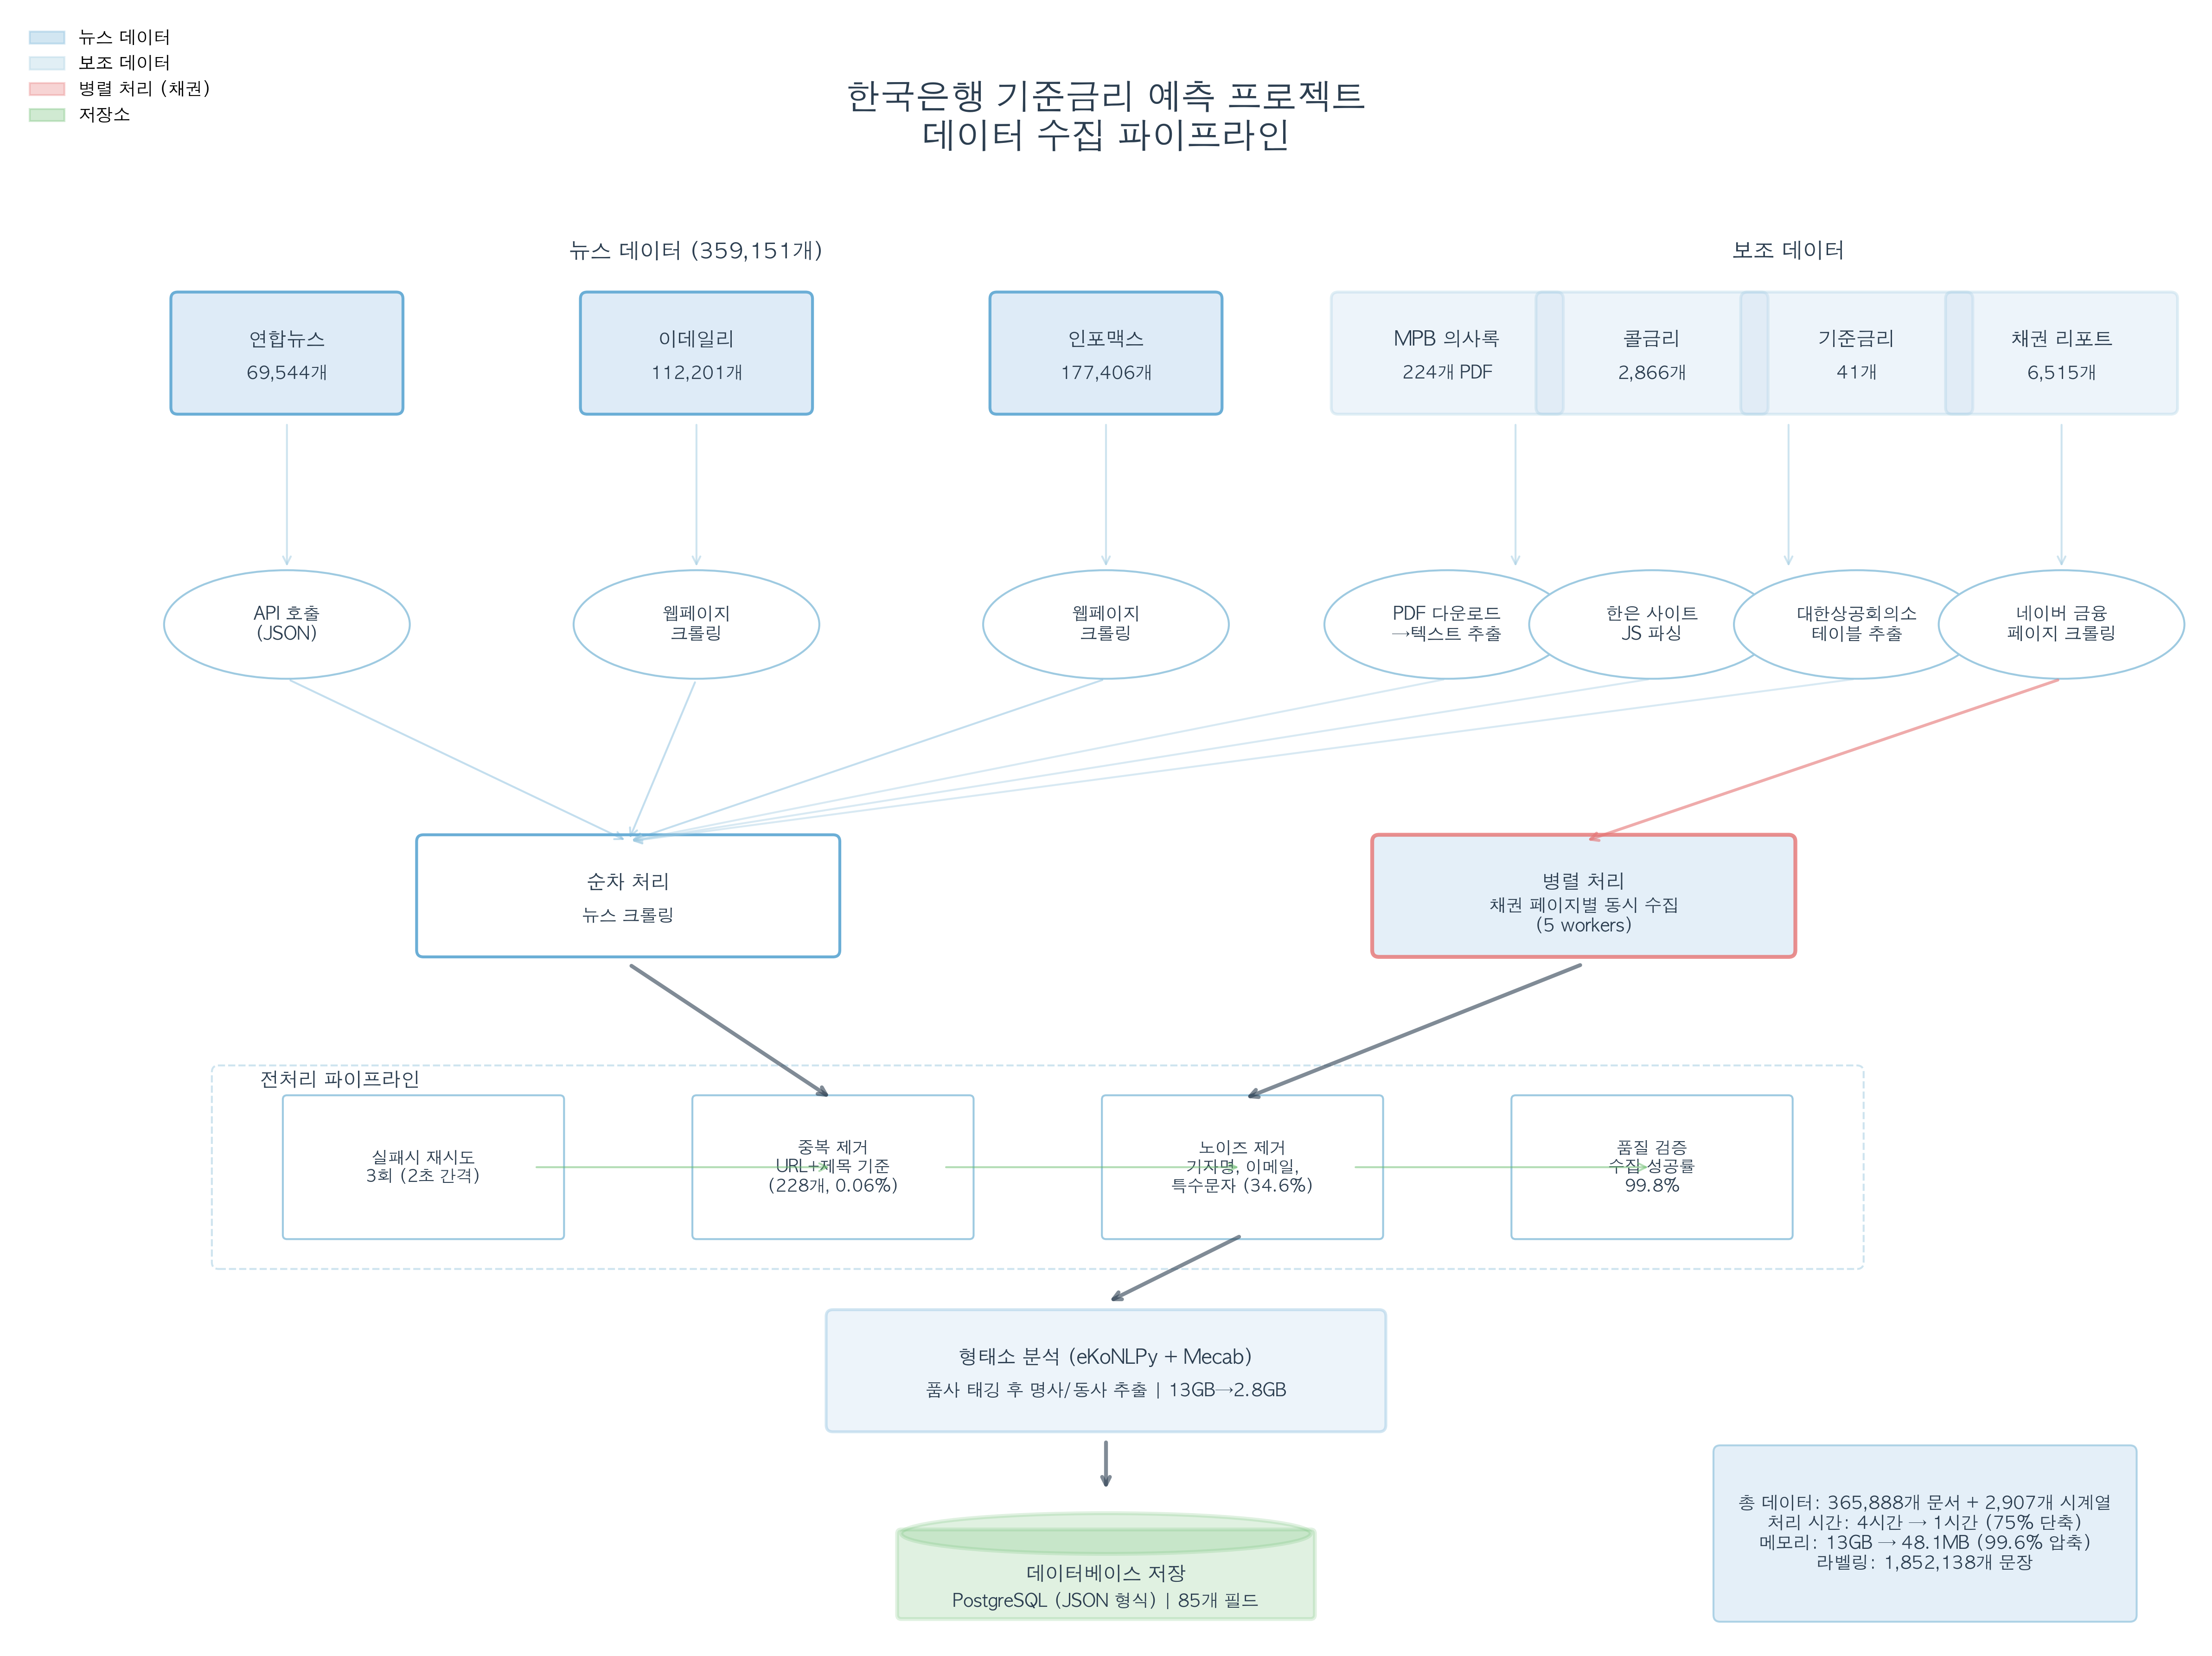 뉴스 데이터
보조 데이터
병렬 처리 (채권)
저장소
한국은행 기준금리 예측 프로젝트
데이터 수집 파이프라인
뉴스 데이터 (359,151개)
보조 데이터
연합뉴스
69,544개
이데일리
112,201개
인포맥스
177,406개
MPB 의사록
224개 PDF
콜금리
2,866개
기준금리
41개
채권 리포트
6,515개
API 호출
(JSON)
웹페이지
크롤링
웹페이지
크롤링
PDF 다운로드
→텍스트 추출
한은 사이트
JS 파싱
대한상공회의소
테이블 추출
네이버 금융
페이지 크롤링
순차 처리
뉴스 크롤링
병렬 처리
채권 페이지별 동시 수집
(5 workers)
전처리 파이프라인
실패시 재시도
3회 (2초 간격)
중복 제거
URL+제목 기준
(228개, 0.06%)
노이즈 제거
기자명, 이메일,
특수문자 (34.6%)
품질 검증
수집 성공률
99.8%
형태소 분석 (eKoNLPy + Mecab)
품사 태깅 후 명사/동사 추출 | 13GB→2.8GB
데이터베이스 저장
PostgreSQL (JSON 형식) | 85개 필드
총 데이터: 365,888개 문서 + 2,907개 시계열
처리 시간: 4시간 → 1시간 (75% 단축)
메모리: 13GB → 48.1MB (99.6% 압축)
라벨링: 1,852,138개 문장